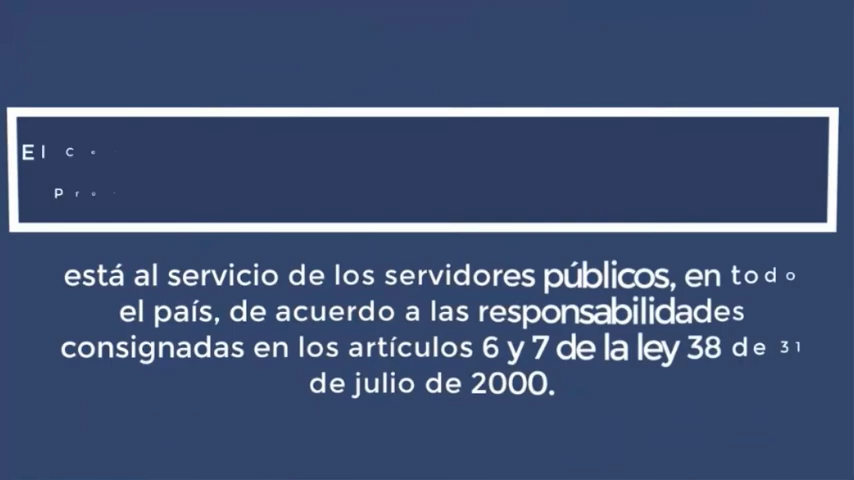 El
está al servicio de los servidores públicos, en todo
el país, de acuerdo a las responsabilidades
consignadas en los artículos 6 y 7 de la ley 38 de 31
de julio de 2000.